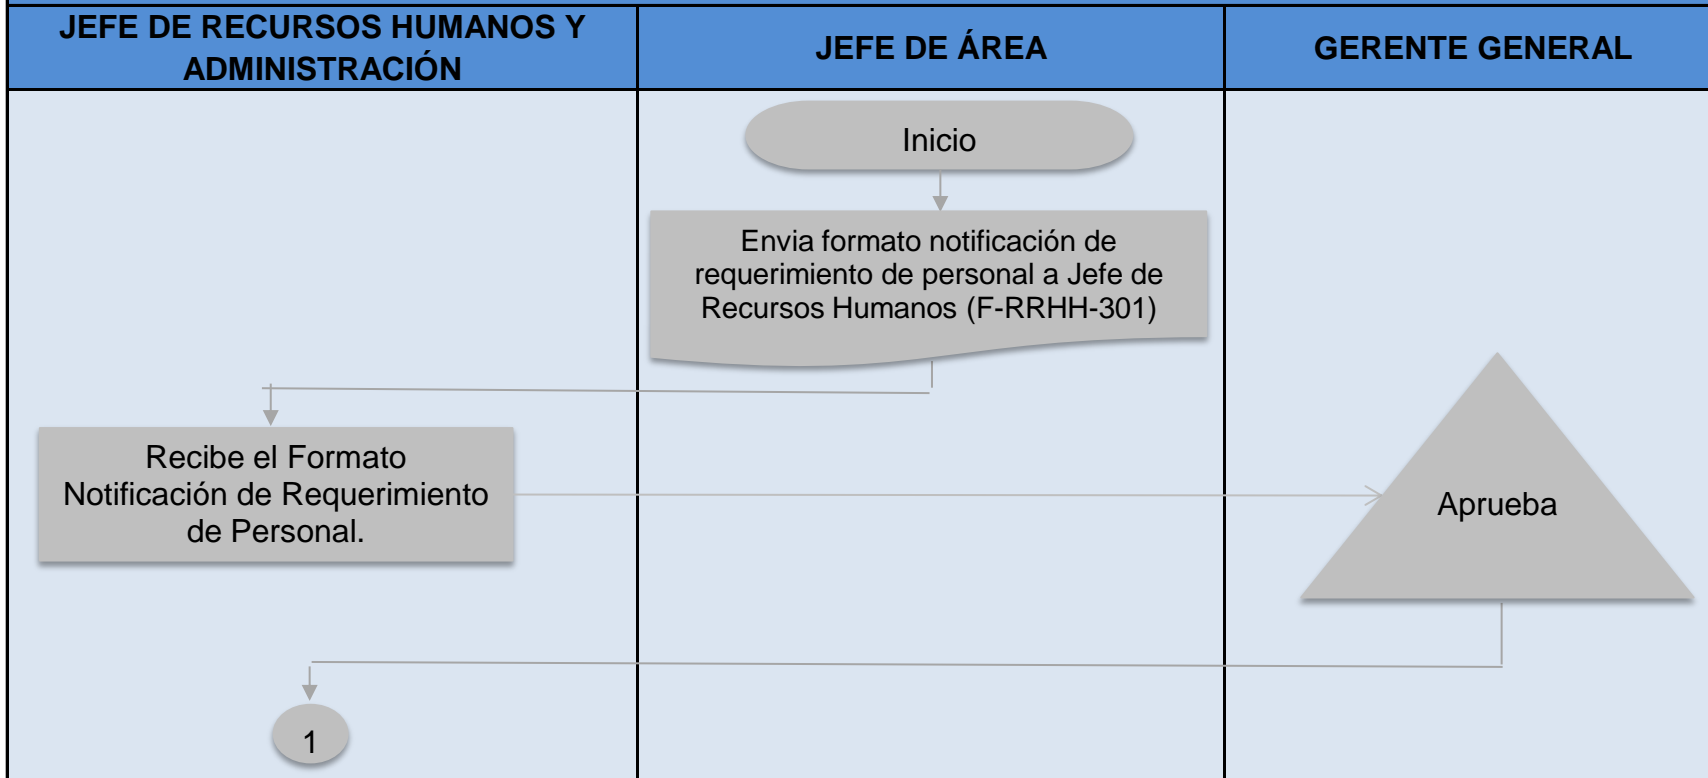 JEFE DE RECURSOS HUMANOS Y
ADMINISTRACIÓN
JEFE DE ÁREA
GERENTE GENERAL
Inicio
Envia formato notificación de
requerimiento de personal a Jefe de
Recursos Humanos (F-RRHH-301)
Recibe el Formato
Notificación de Requerimiento
de Personal.
Aprueba
1